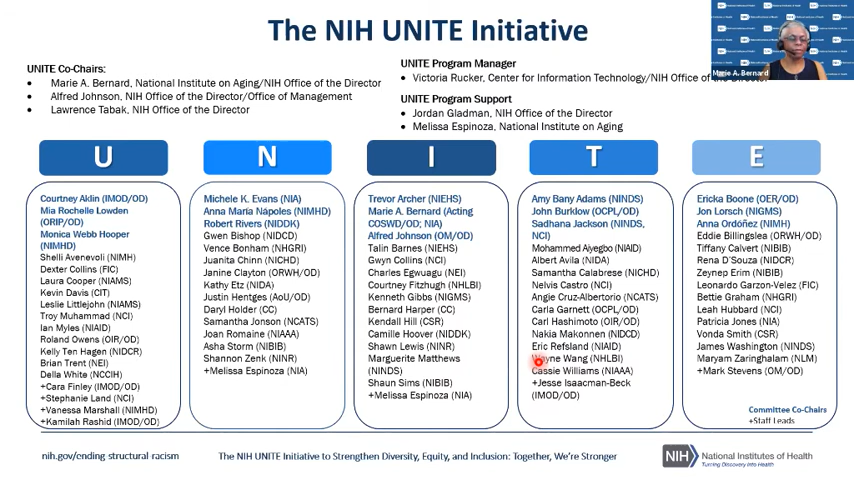 The NIH UNITE Initiative
UNITE Co-Chairs:
• Marie A. Bernard, National Institute on Aging/NIH Office of the Director
• Alfred Johnson, NIH Office of the Director/Office of Management
• Lawrence Tabak, NIH Office of the Director
UNITE Program Manager
• Victoria Rucker, Center for Information Technology/NIH Office of the Director
UNITE Program Support
• Jordan Gladman, NIH Office of the Director
• Melissa Espinoza, National Institute on Aging
Marie A. Bernard
U
Courtney Aklin (IMOD/OD)
Mia Rochelle Lowden
(ORIP/OD)
Monica Webb Hooper
(NIMHD)
Shelli Avenevoli (NIMH)
Dexter Collins (FIC)
Laura Cooper (NIAMS)
Kevin Davis (CIT)
Leslie Littlejohn (NIAMS)
Troy Muhammad (NCI)
Ian Myles (NIAID)
Roland Owens (OIR/OD)
Kelly Ten Hagen (NIDCR)
Brian Trent (NEI)
Della White (NCCIH)
+Cara Finley (IMOD/OD)
+Stephanie Land (NCI)
+Vanessa Marshall (NIMHD)
+Kamilah Rashid (IMOD/OD)
N
Michele K. Evans (NIA)
Anna María Nápoles (NIMHD)
Robert Rivers (NIDDK)
Gwen Bishop (NIDCD)
Vence Bonham (NHGRI)
Juanita Chinn (NICHD)
Janine Clayton (ORWH/OD)
Kathy Etz (NIDA)
Justin Hentges (AoU/OD)
Daryl Holder (CC)
Samantha Jonson (NCATS)
Joan Romaine (NIAAA)
Asha Storm (NIBIB)
Shannon Zenk (NINR)
+Melissa Espinoza (NIA)
I
Trevor Archer (NIEHS)
Marie A. Bernard (Acting
COSWD/OD; NIA)
Alfred Johnson (OM/OD)
Talin Barnes (NIEHS)
Gwyn Collins (NCI)
Charles Egwuagu (NEI)
Courtney Fitzhugh (NHLBI)
Kenneth Gibbs (NIGMS)
Bernard Harper (CC)
Kendall Hill (CSR)
Camille Hoover (NIDDK)
Shawn Lewis (NINR)
Marguerite Matthews
(NINDS)
Shaun Sims (NIBIB)
+Melissa Espinoza (NIA)
T
Amy Bany Adams (NINDS)
John Burklow (OCPL/OD)
Sadhana Jackson (NINDS,
NCI)
Mohammed Aiyegbo (NIAID)
Albert Avila (NIDA)
Samantha Calabrese (NICHD)
Nelvis Castro (NCI)
Angie Cruz-Albertorio (NCATS)
Carla Garnett (OCPL/OD)
Carl Hashimoto (OIR/OD)
Nakia Makonnen (NIDCD)
Eric Refsland (NIAID)
Wayne Wang (NHLBI)
Cassie Williams (NIAAA)
+Jesse Isaacman-Beck
(IMOD/OD)
E
Ericka Boone (OER/OD)
Jon Lorsch (NIGMS)
Anna Ordóñez (NIMH)
Eddie Billingslea (ORWH/OD)
Tiffany Calvert (NIBIB)
Rena D'Souza (NIDCR)
Zeynep Erim (NIBIB)
Leonardo Garzon-Velez (FIC)
Bettie Graham (NHGRI)
Leah Hubbard (NCI)
Patricia Jones (NIA)
Vonda Smith (CSR)
James Washington (NINDS)
Maryam Zaringhalam (NLM)
+Mark Stevens (OM/OD)
Committee Co-Chairs
+Staff Leads
nih.gov/ending-structural-racism
The NIH UNITE Initiative to Strengthen Diversity, Equity, and Inclusion: Together, We're Stronger
NIH National Institutes of Health
Turning Discovery Into Health